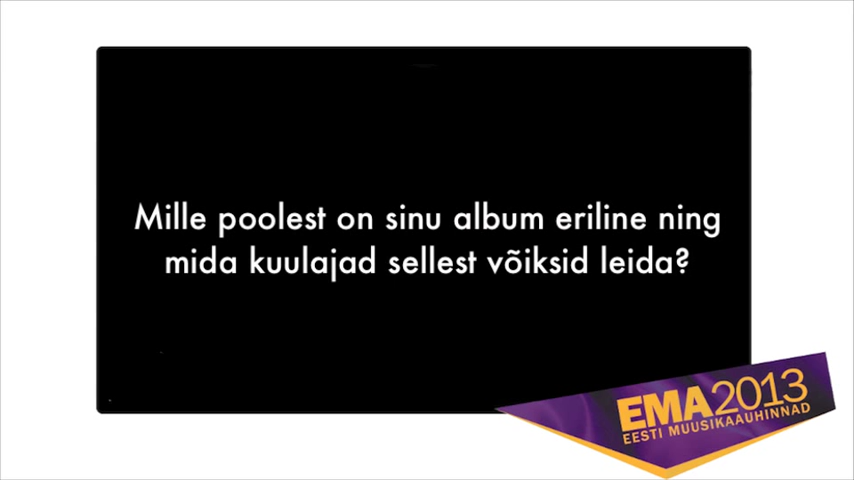 Mille poolest on sinu album eriline ning
mida kuulajad sellest võiksid leida?
EMA2013
EESTI MUUSIKAAUHINNAD